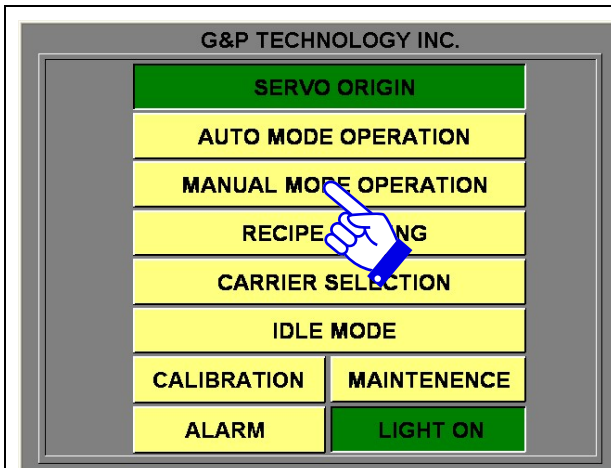 G&P TECHNOLOGY INC.
SERVO ORIGIN
AUTO MODE OPERATION
MANUAL MODE OPERATION
RECIPE NG
CARRIER SELECTION
IDLE MODE
CALIBRATION MAINTENENCE
ALARM LIGHT ON